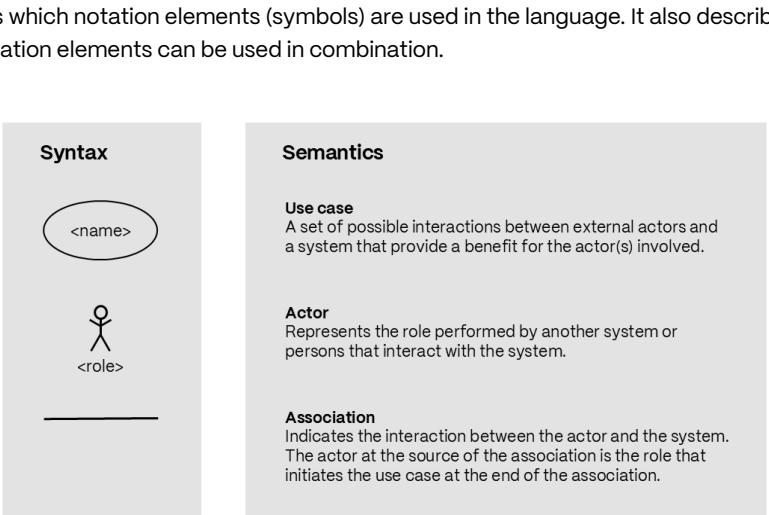 s which notation elements (symbols) are used in the language. It also describ
ation elements can be used in combination.
Syntax
<name>
<role>
Semantics
Use case
A set of possible interactions between external actors and
a system that provide a benefit for the actor(s) involved.
Actor
Represents the role performed by another system or
persons that interact with the system.
Association
Indicates the interaction between the actor and the system.
The actor at the source of the association is the role that
initiates the use case at the end of the association.